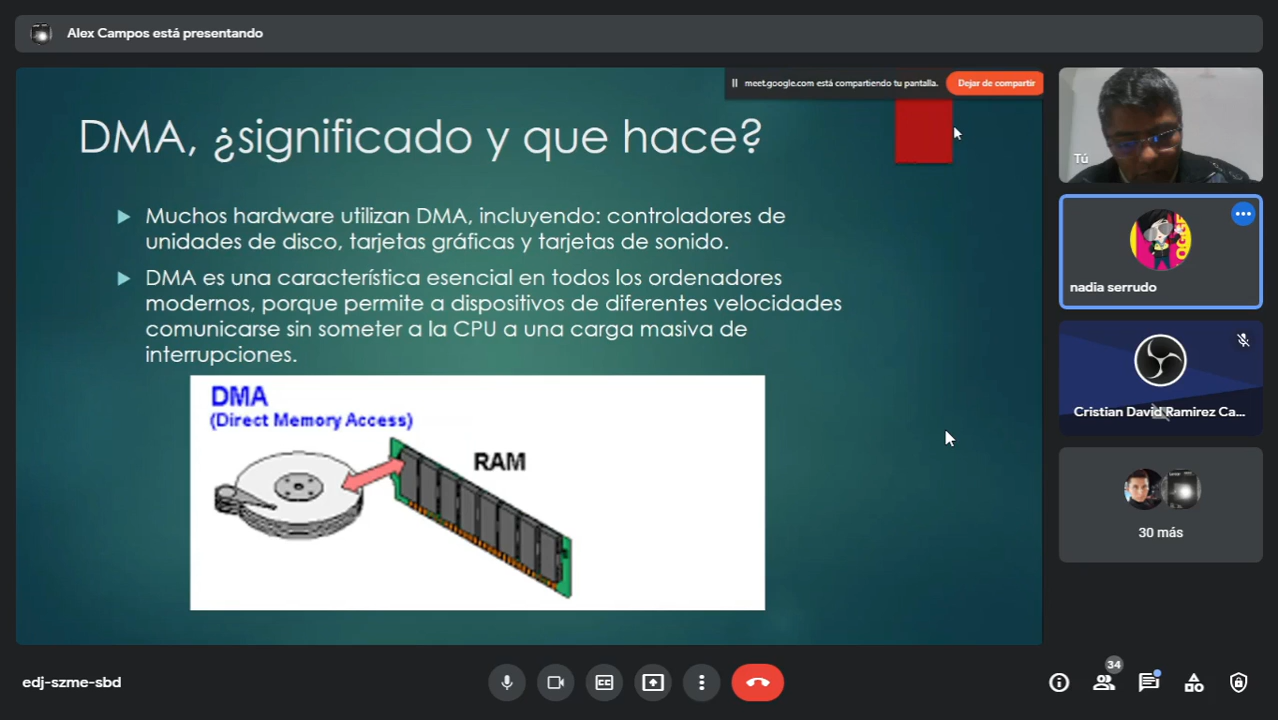 Alex Campos está presentando
meet.google.com está compartiendo tu pantalla.
Dejar de compartir
DMA, ¿significado y que hace?
Muchos hardware utilizan DMA, incluyendo: controladores de
unidades de disco, tarjetas gráficas y tarjetas de sonido.
DMA es una característica esencial en todos los ordenadores
modernos, porque permite a dispositivos de diferentes velocidades
comunicarse sin someter a la CPU a una carga masiva de
interrupciones.
DMA
(Direct Memory Access)
RAM
Tú
nadia serrudo
Cristian David Ramirez Ca...
30 más
edj-szme-sbd
CC
34